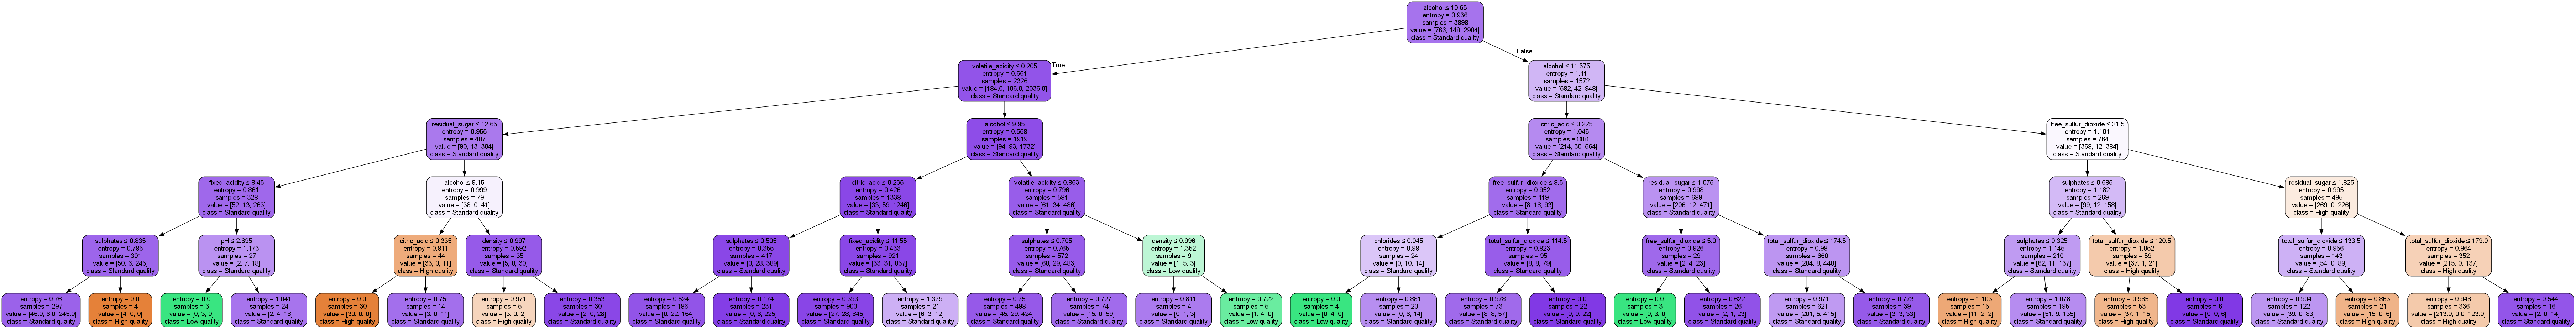 alcohol ≤ 10.65
entropy = 0.936
samples = 3898
value = [766, 148, 2984]
class = Standard quality
True
False
volatile_acidity ≤ 0.205
entropy = 0.661
samples = 2326
value = [184.0, 106.0, 2036.0]
class = Standard quality
alcohol ≤ 11.575
entropy = 1.11
samples = 1572
value = [582, 42, 948]
class = Standard quality
residual_sugar ≤ 12.65
entropy = 0.955
samples = 407
value = [90, 13, 304]
class = Standard quality
alcohol ≤ 9.95
entropy = 0.558
samples = 1919
value = [94, 93, 1732]
class = Standard quality
citric_acid ≤ 0.225
entropy = 1.046
samples = 808
value = [214, 30, 564]
class = Standard quality
free_sulfur_dioxide ≤ 21.5
entropy = 1.101
samples = 764
value = [368, 12, 384]
class = Standard quality
fixed_acidity ≤ 8.45
entropy = 0.861
samples = 328
value = [52, 13, 263]
class = Standard quality
alcohol ≤ 9.15
entropy = 0.999
samples = 79
value = [38, 0, 41]
class = Standard quality
citric_acid ≤ 0.235
entropy = 0.426
samples = 1338
value = [33, 59, 1246]
class = Standard quality
volatile_acidity ≤ 0.863
entropy = 0.796
samples = 581
value = [61, 34, 486]
class = Standard quality
free_sulfur_dioxide ≤ 8.5
entropy = 0.952
samples = 119
value = [8, 18, 93]
class = Standard quality
residual_sugar ≤ 1.075
entropy = 0.998
samples = 689
value = [206, 12, 471]
class = Standard quality
sulphates ≤ 0.685
entropy = 1.182
samples = 269
value = [99, 12, 158]
class = Standard quality
residual_sugar ≤ 1.825
entropy = 0.995
samples = 495
value = [269, 0, 226]
class = High quality
sulphates ≤ 0.835
entropy = 0.785
samples = 301
value = [50, 6, 245]
class = Standard quality
pH ≤ 2.895
entropy = 1.173
samples = 27
value = [2, 7, 18]
class = Standard quality
citric_acid ≤ 0.335
entropy = 0.811
samples = 44
value = [33, 0, 11]
class = High quality
density ≤ 0.997
entropy = 0.592
samples = 35
value = [5, 0, 30]
class = Standard quality
sulphates ≤ 0.505
entropy = 0.355
samples = 417
value = [0, 28, 389]
class = Standard quality
fixed_acidity ≤ 11.55
entropy = 0.433
samples = 921
value = [33, 31, 857]
class = Standard quality
sulphates ≤ 0.705
entropy = 0.765
samples = 572
value = [60, 29, 483]
class = Standard quality
density ≤ 0.996
entropy = 1.352
samples = 9
value = [1, 5, 3]
class = Low quality
chlorides ≤ 0.045
entropy = 0.98
samples = 24
value = [0, 10, 14]
class = Standard quality
total_sulfur_dioxide ≤ 114.5
entropy = 0.823
samples = 95
value = [8, 8, 79]
class = Standard quality
free_sulfur_dioxide ≤ 5.0
entropy = 0.926
samples = 29
value = [2, 4, 23]
class = Standard quality
total_sulfur_dioxide ≤ 174.5
entropy = 0.98
samples = 660
value = [204, 8, 448]
class = Standard quality
sulphates ≤ 0.325
entropy = 1.145
samples = 210
value = [62, 11, 137]
class = Standard quality
total_sulfur_dioxide ≤ 120.5
entropy = 1.052
samples = 59
value = [37, 1, 21]
class = High quality
total_sulfur_dioxide ≤ 133.5
entropy = 0.956
samples = 143
value = [54, 0, 89]
class = Standard quality
total_sulfur_dioxide ≤ 179.0
entropy = 0.964
samples = 352
value = [215, 0, 137]
class = High quality
entropy = 0.76
samples = 297
value = [46.0, 6.0, 245.0]
class = Standard quality
entropy = 0.0
samples = 4
value = [4, 0, 0]
class = High quality
entropy = 0.0
samples = 3
value = [0, 3, 0]
class = Low quality
entropy = 1.041
samples = 24
value = [2, 4, 18]
class = Standard quality
entropy = 0.0
samples = 30
value = [30, 0, 0]
class = High quality
entropy = 0.75
samples = 14
value = [3, 0, 11]
class = Standard quality
entropy = 0.971
samples = 5
value = [3, 0, 2]
class = High quality
entropy = 0.353
samples = 30
value = [2, 0, 28]
class = Standard quality
entropy = 0.524
samples = 186
value = [0, 22, 164]
class = Standard quality
entropy = 0.174
samples = 231
value = [0, 6, 225]
class = Standard quality
entropy = 0.393
samples = 900
value = [27, 28, 845]
class = Standard quality
entropy = 1.379
samples = 21
value = [6, 3, 12]
class = Standard quality
entropy = 0.75
samples = 498
value = [45, 29, 424]
class = Standard quality
entropy = 0.727
samples = 74
value = [15, 0, 59]
class = Standard quality
entropy = 0.811
samples = 4
value = [0, 1, 3]
class = Standard quality
entropy = 0.722
samples = 5
value = [1, 4, 0]
class = Low quality
entropy = 0.0
samples = 4
value = [0, 4, 0]
class = Low quality
entropy = 0.881
samples = 20
value = [0, 6, 14]
class = Standard quality
entropy = 0.978
samples = 73
value = [8, 8, 57]
class = Standard quality
entropy = 0.0
samples = 22
value = [0, 0, 22]
class = Standard quality
entropy = 0.0
samples = 3
value = [0, 3, 0]
class = Low quality
entropy = 0.622
samples = 26
value = [2, 1, 23]
class = Standard quality
entropy = 0.971
samples = 621
value = [201, 5, 415]
class = Standard quality
entropy = 0.773
samples = 39
value = [3, 3, 33]
class = Standard quality
entropy = 1.103
samples = 15
value = [11, 2, 2]
class = High quality
entropy = 1.078
samples = 195
value = [51, 9, 135]
class = Standard quality
entropy = 0.985
samples = 53
value = [37, 1, 15]
class = High quality
entropy = 0.0
samples = 6
value = [0, 0, 6]
class = Standard quality
entropy = 0.904
samples = 122
value = [39, 0, 83]
class = Standard quality
entropy = 0.863
samples = 21
value = [15, 0, 6]
class = High quality
entropy = 0.948
samples = 336
value = [213.0, 0.0, 123.0]
class = High quality
entropy = 0.544
samples = 16
value = [2, 0, 14]
class = Standard quality